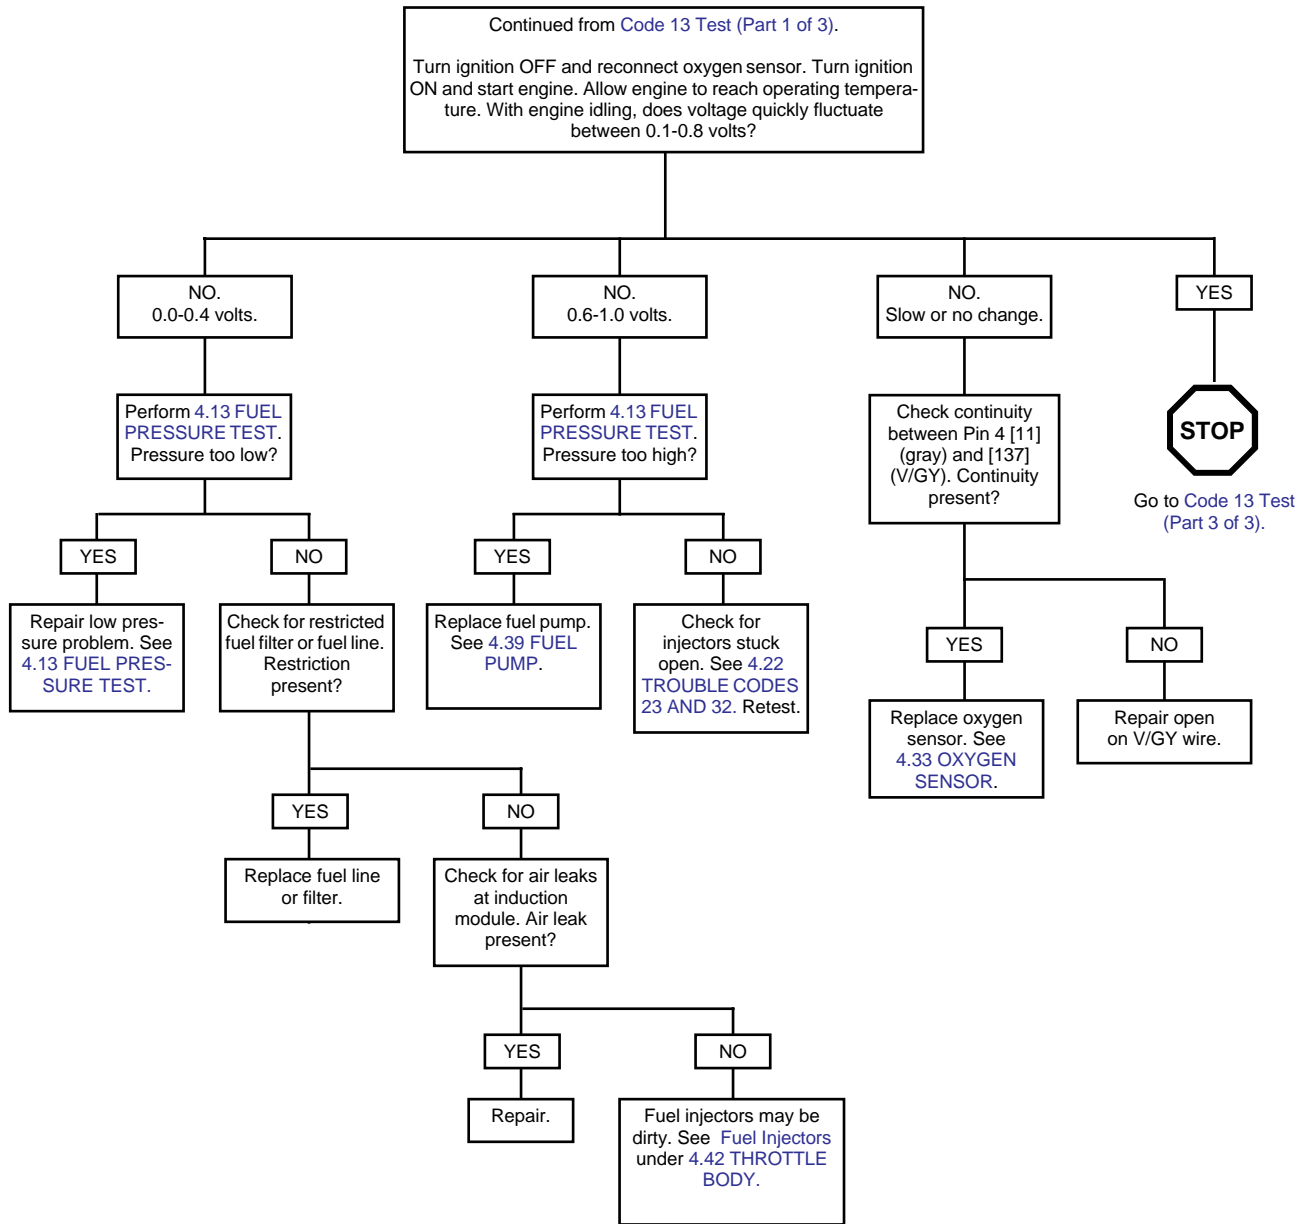 Continued from Code 13 Test (Part 1 of 3).
Turn ignition OFF and reconnect oxygen sensor. Turn ignition
ON and start engine. Allow engine to reach operating tempera-
ture. With engine idling, does voltage quickly fluctuate
between 0.1-0.8 volts?
NO.
0.0-0.4 volts.
NO.
0.6-1.0 volts.
NO.
Slow or no change.
YES
Perform 4.13 FUEL
PRESSURE TEST.
Pressure too low?
Perform 4.13 FUEL
PRESSURE TEST.
Pressure too high?
Check continuity
between Pin 4 [11]
(gray) and [137]
(V/GY). Continuity
present?
STOP
Go to Code 13 Test
(Part 3 of 3).
YES
NO
YES
NO
Repair low pres-
sure problem. See
4.13 FUEL PRES-
SURE TEST.
Check for restricted
fuel filter or fuel line.
Restriction
present?
Replace fuel pump.
See 4.39 FUEL
PUMP.
Check for
injectors stuck
open. See 4.22
TROUBLE CODES
23 AND 32. Retest.
YES
NO
Replace oxygen
sensor. See
4.33 OXYGEN
SENSOR.
Repair open
on V/GY wire.
YES
NO
Replace fuel line
or filter.
Check for air leaks
at induction
module. Air leak
present?
YES
NO
Repair.
Fuel injectors may be
dirty. See Fuel Injectors
under 4.42 THROTTLE
BODY.